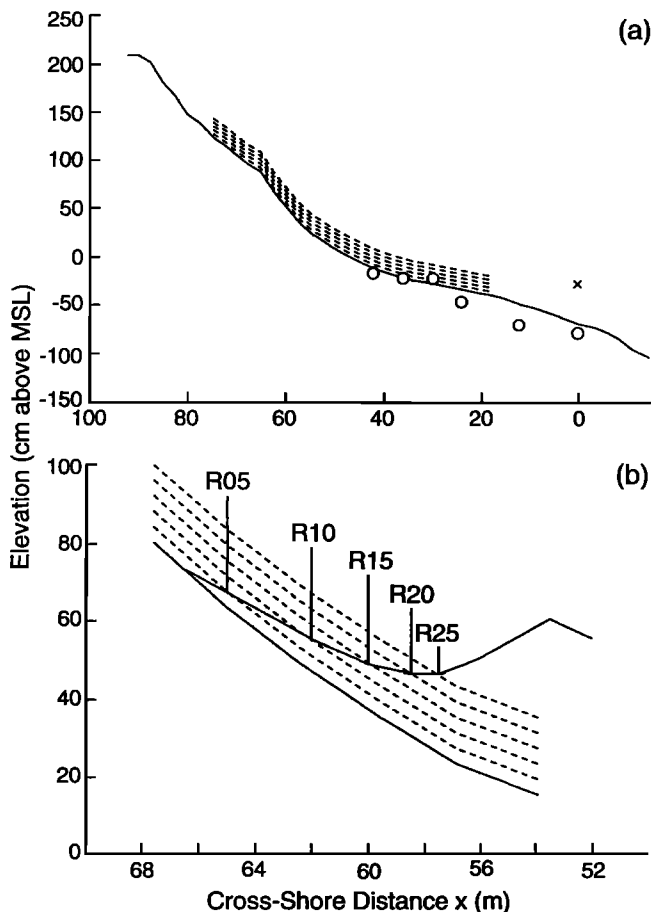 (a)
250
200
150
100
50
0
-50
-100
-150
100 80 60 40 20 0
x
Elevation (cm above MSL)
(b)
100
80
60
40
20
0
R05
R10
R15
R20
R25
68 64 60 56 52
Cross-Shore Distance x (m)